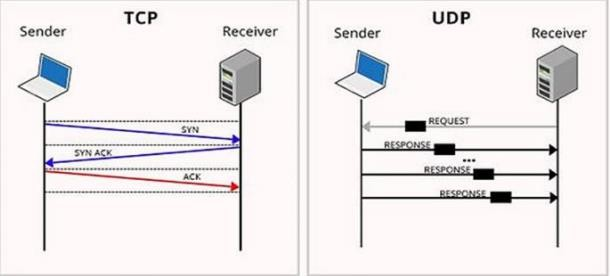 TCP
Sender
Receiver
SYN
SYN ACK
ACK
UDP
Sender
Receiver
REQUEST
RESPONSE
...
RESPONSE
RESPONSE